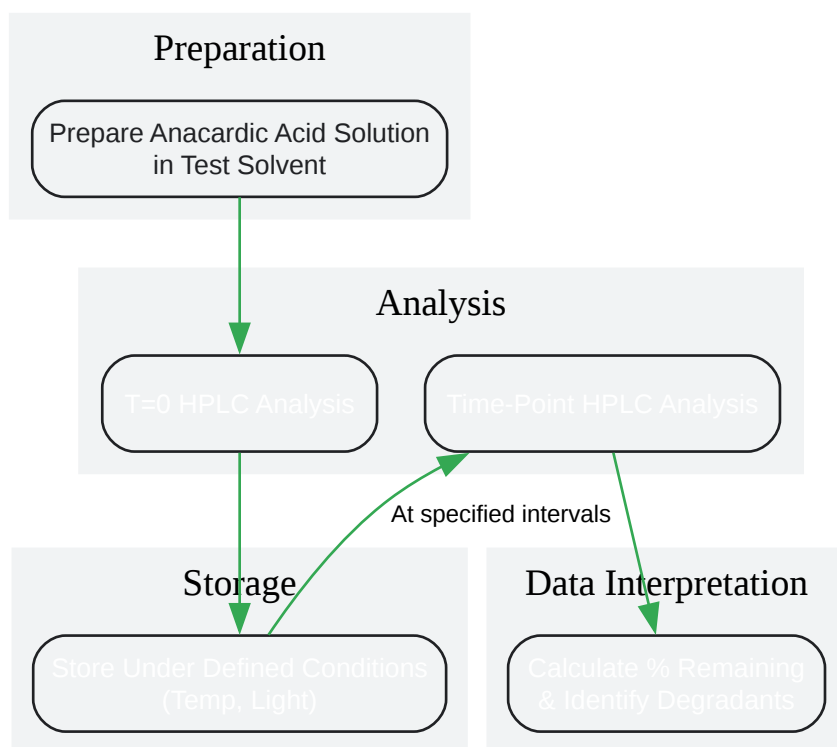 Preparation
Prepare Anacardic Acid Solution
in Test Solvent
Analysis
T=0 HPLC Analysis
Time-Point HPLC Analysis
At specified intervals
Storage
Store Under Defined Conditions
(Temp, Light)
Data Interpretation
Calculate % Remaining
& Identify Degradants